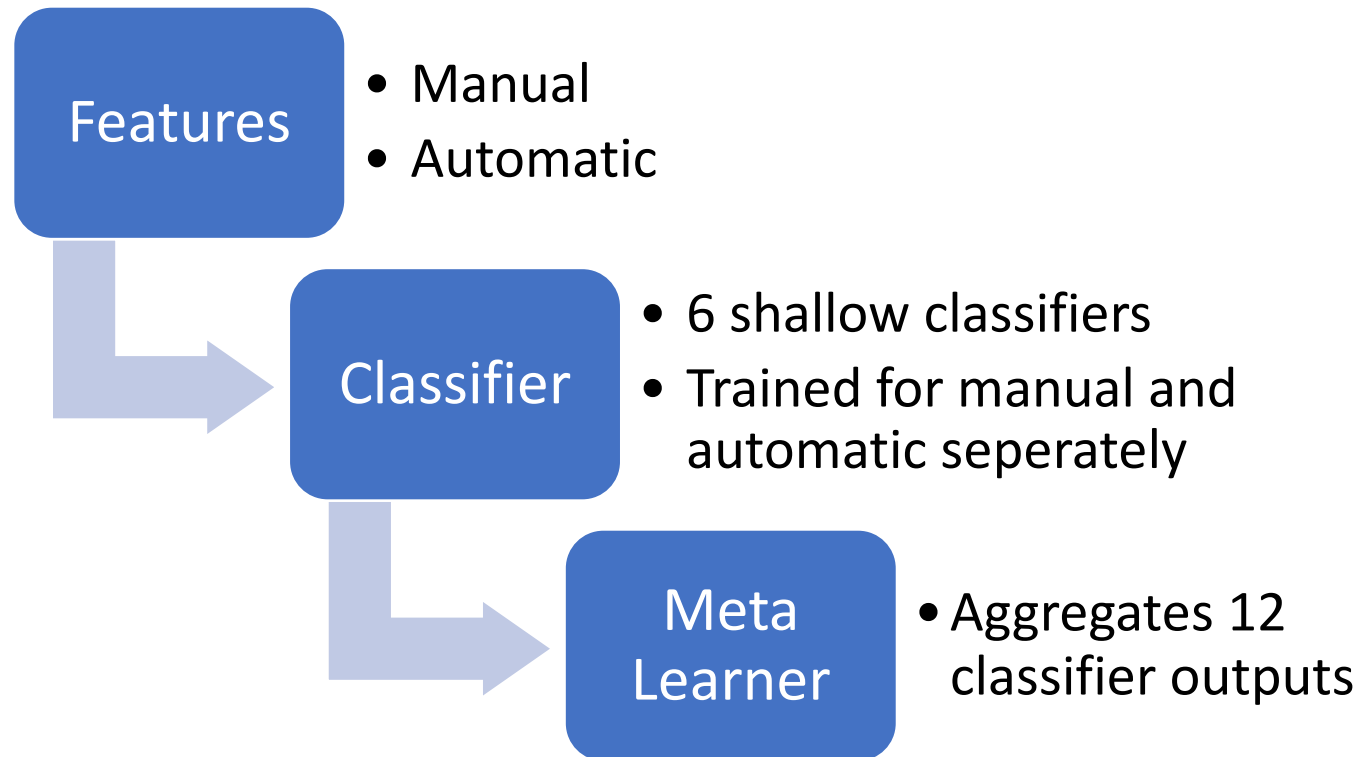 Features
• Manual
• Automatic
Classifier
• 6 shallow classifiers
• Trained for manual and
automatic seperately
Meta
Learner
• Aggregates 12
classifier outputs